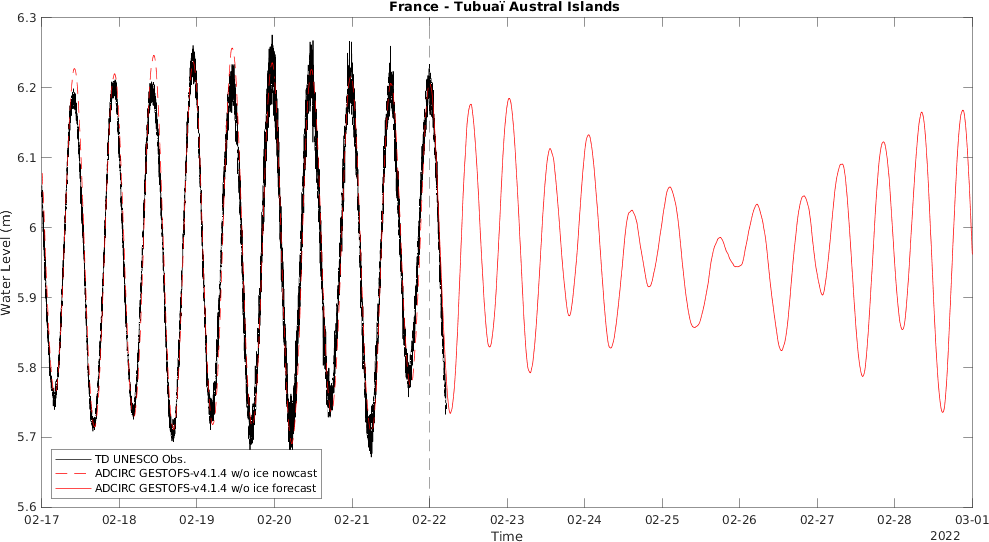 France - Tubuaï Austral Islands
6.3
6.2
6.1
6
5.9
5.8
5.7
5.6
Water Level (m)
TD UNESCO Obs.
ADCIRC GESTOFS-v4.1.4 w/o ice nowcast
ADCIRC GESTOFS-v4.1.4 w/o ice forecast
02-17 02-18 02-19 02-20 02-21 02-22 02-23 02-24 02-25 02-26 02-27 02-28 03-01
Time
2022